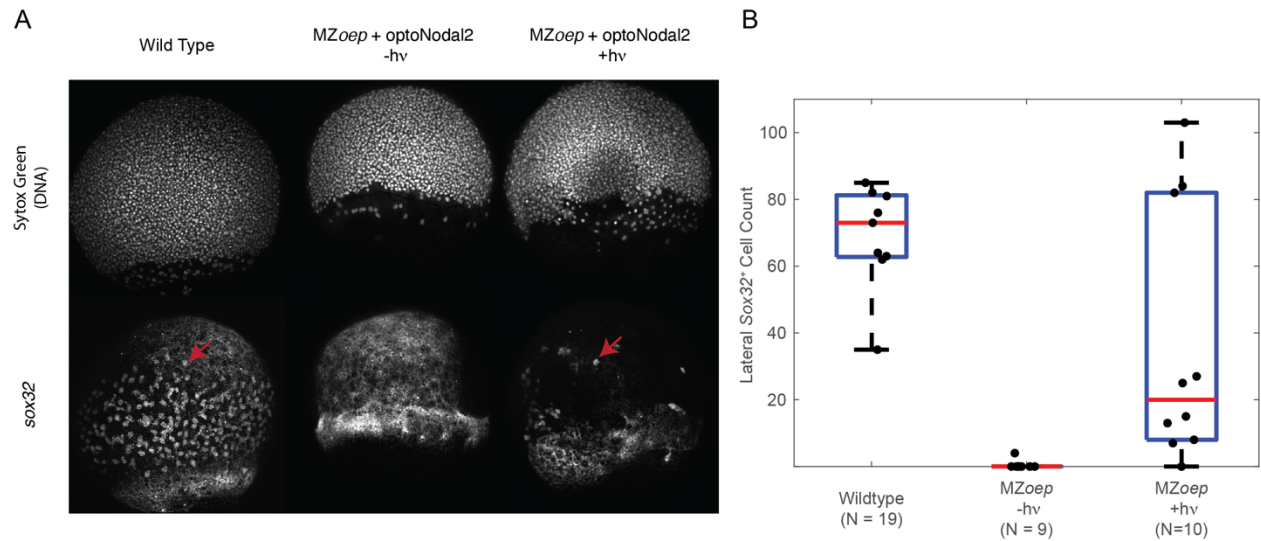 A
Wild Type
MZoep + optoNodal2
-hν
MZoep + optoNodal2
+hν
Sytox Green
(DNA)
sox32
B
Lateral Sox32+ Cell Count
100
80
60
40
20
Wildtype
(N = 19)
MZoep
-hν
(N = 9)
MZoep
+hν
(N=10)